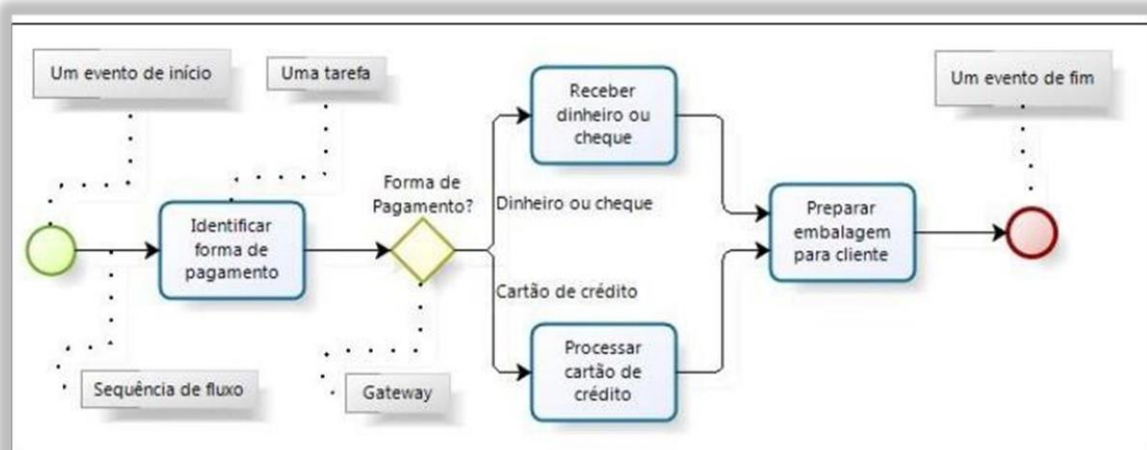 Um evento de início
Uma tarefa
Um evento de fim
Receber
dinheiro ou
cheque
Forma de
Pagamento?
Dinheiro ou cheque
Identificar
forma de
pagamento
Preparar
embalagem
para cliente
Cartão de crédito
Processar
cartão de
crédito
Sequência de fluxo
Gateway